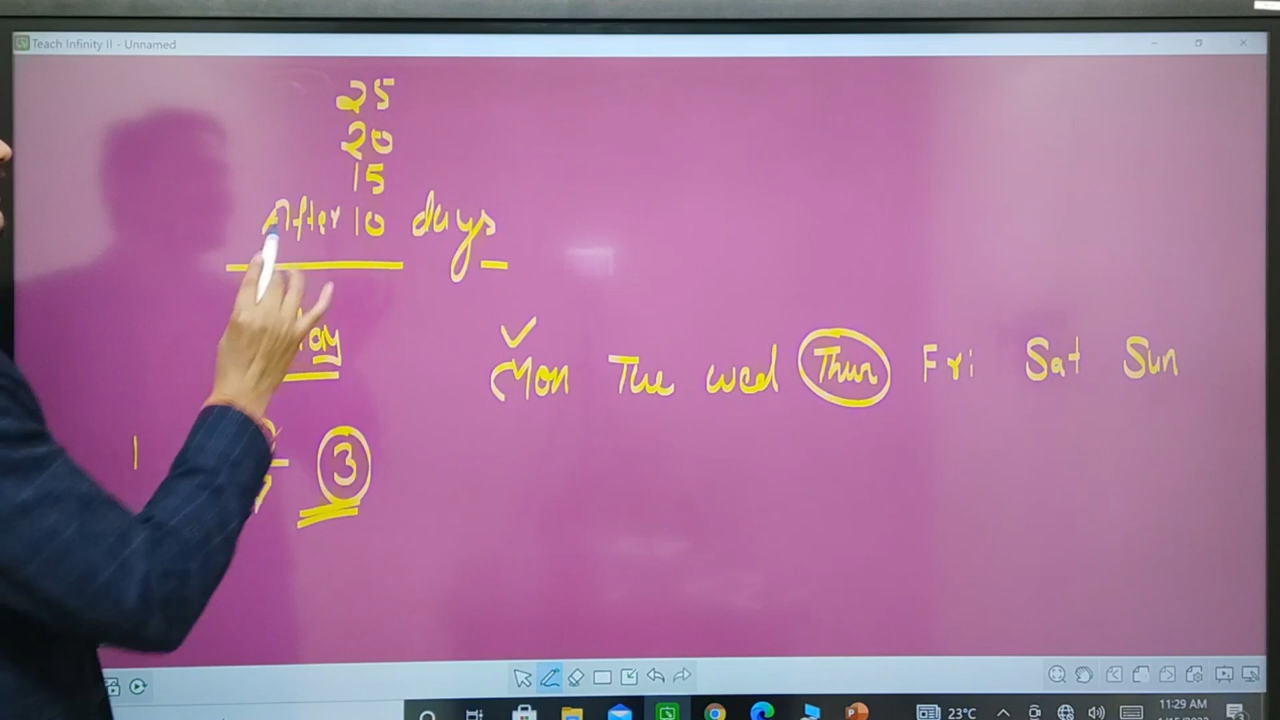 Teach Infinity II - Unnamed
25
20
15
After 10 days
Mon Tue wed Thur Fri Sat Sun
1
3
23°C
11:29 AM